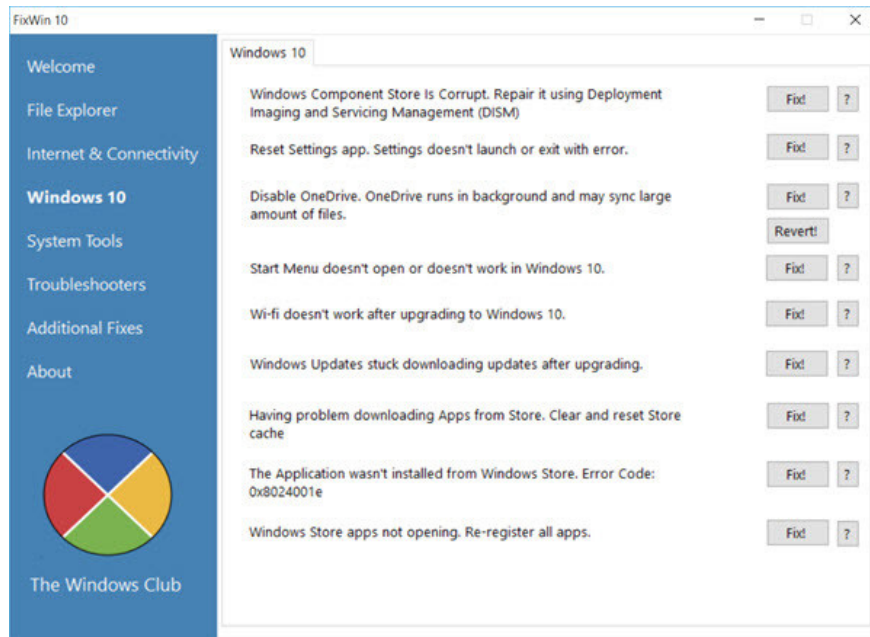 FixWin 10
Welcome
File Explorer
Internet & Connectivity
Windows 10
System Tools
Troubleshooters
Additional Fixes
About
The Windows Club
Windows 10
Windows Component Store Is Corrupt. Repair it using Deployment
Imaging and Servicing Management (DISM)
Fix!
?
Reset Settings app. Settings doesn't launch or exit with error.
Fix!
?
Disable OneDrive. OneDrive runs in background and may sync large
amount of files.
Fix!
?
Revert!
Start Menu doesn't open or doesn't work in Windows 10.
Fix!
?
Wi-fi doesn't work after upgrading to Windows 10.
Fix!
?
Windows Updates stuck downloading updates after upgrading.
Fix!
?
Having problem downloading Apps from Store. Clear and reset Store
cache
Fix!
?
The Application wasn't installed from Windows Store. Error Code:
0x8024001e
Fix!
?
Windows Store apps not opening. Re-register all apps.
Fix!
?